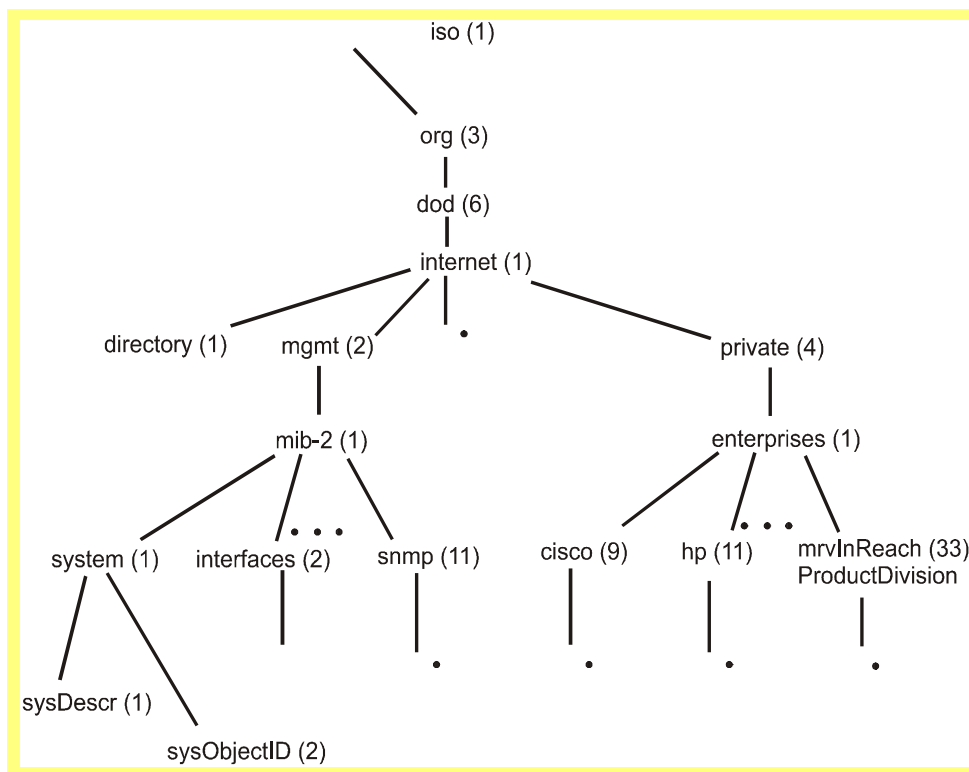 iso (1)
org (3)
dod (6)
internet (1)
directory (1)
mgmt (2)
private (4)
mib-2 (1)
enterprises (1)
system (1)
interfaces (2)
snmp (11)
cisco (9)
hp (11)
mrvInReach (33)
ProductDivision
sysDescr (1)
sysObjectID (2)